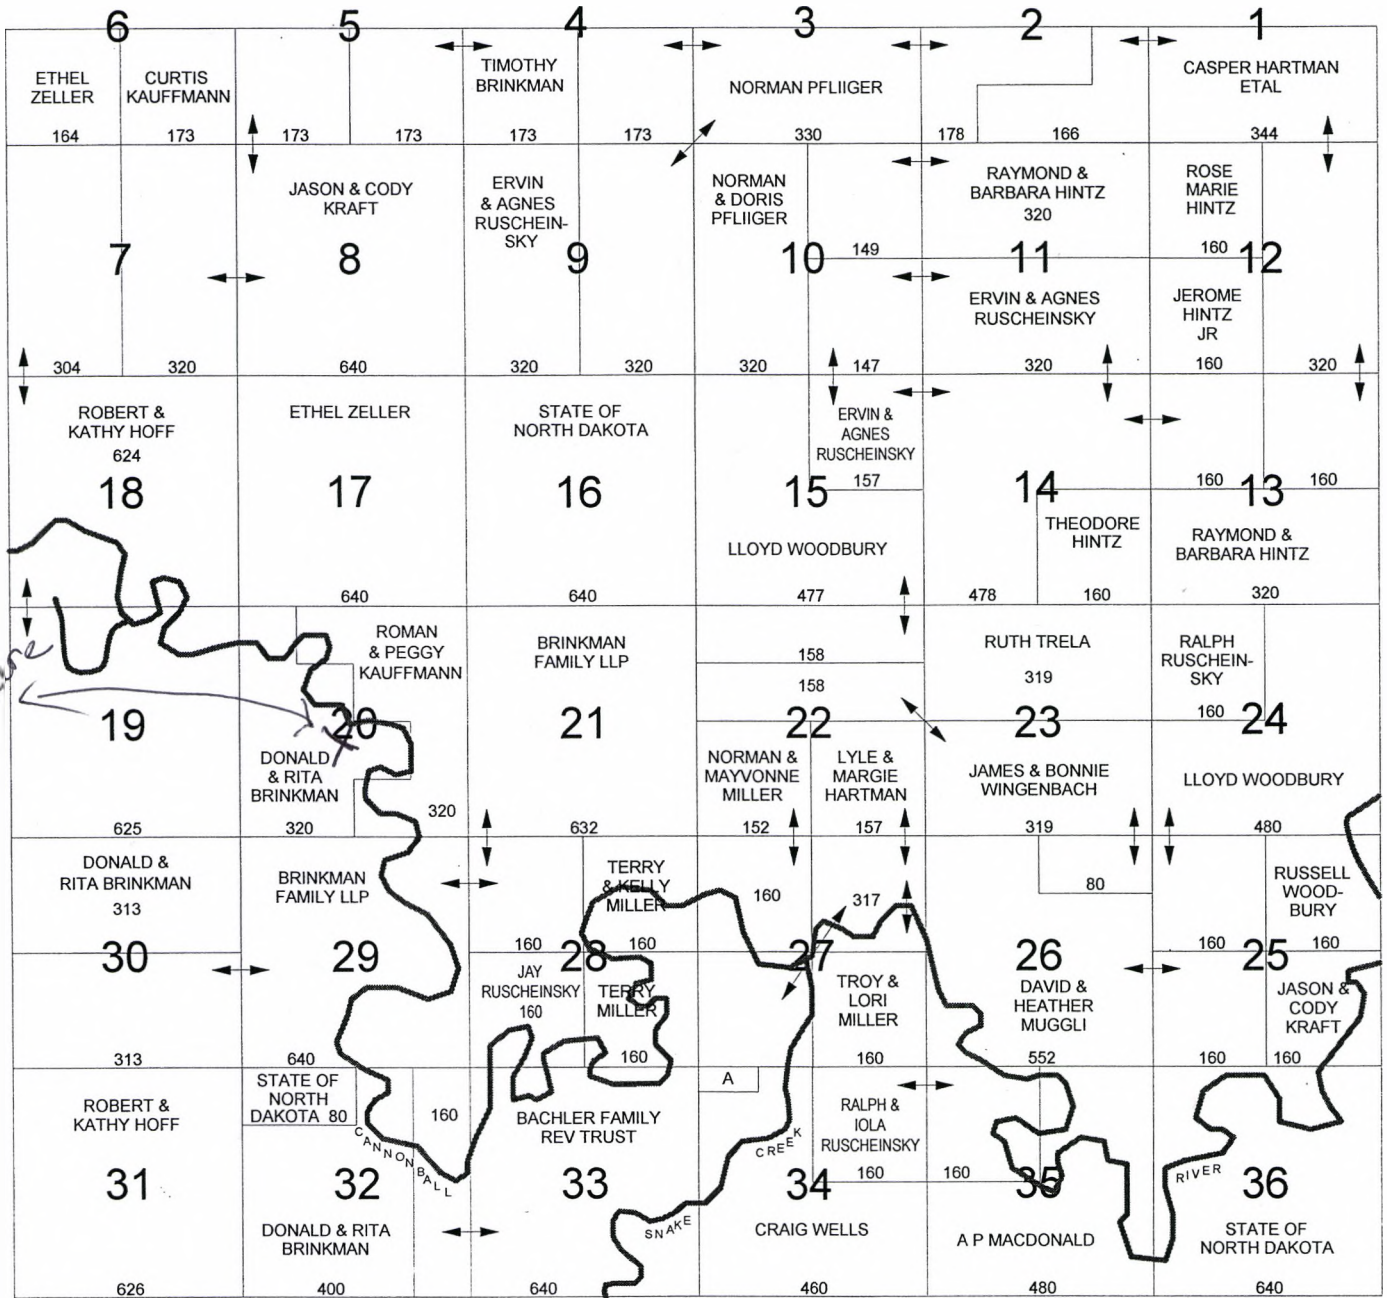 6 5 4 3 2 1
ETHEL
ZELLER
164
CURTIS
KAUFFMANN
173
173
173
TIMOTHY
BRINKMAN
173
173
NORMAN PFLIIGER
330
178
166
CASPER HARTMAN
ETAL
344
7
304
320
JASON & CODY
KRAFT
8
640
ERVIN
& AGNES
RUSCHEIN-
SKY
9
320
320
NORMAN
& DORIS
PFLIIGER
10
149
320
147
RAYMOND &
BARBARA HINTZ
320
11
ERVIN & AGNES
RUSCHEINSKY
320
ROSE
MARIE
HINTZ
160
12
JEROME
HINTZ
JR
160
320
ROBERT &
KATHY HOFF
624
18
ETHEL ZELLER
17
640
STATE OF
NORTH DAKOTA
16
640
ERVIN &
AGNES
RUSCHEINSKY
157
15
LLOYD WOODBURY
477
14
THEODORE
HINTZ
478
160
160
13
160
RAYMOND &
BARBARA HINTZ
320
19
625
ROMAN
& PEGGY
KAUFFMANN
20
DONALD
& RITA
BRINKMAN
320
320
BRINKMAN
FAMILY LLP
21
632
158
158
22
NORMAN &
MAYVONNE
MILLER
152
LYLE &
MARGIE
HARTMAN
157
RUTH TRELA
319
23
JAMES & BONNIE
WINGENBACH
319
RALPH
RUSCHEIN-
SKY
160
24
LLOYD WOODBURY
480
DONALD &
RITA BRINKMAN
313
30
313
BRINKMAN
FAMILY LLP
29
640
TERRY
& KELLY
MILLER
160
28
160
JAY
RUSCHEINSKY
160
TERRY
MILLER
160
160
317
27
TROY &
LORI
MILLER
160
80
26
DAVID &
HEATHER
MUGGLI
552
RUSSELL
WOOD-
BURY
160
25
160
JASON &
CODY
KRAFT
160
160
ROBERT &
KATHY HOFF
31
626
STATE OF
NORTH
DAKOTA 80
160
CANNONBALL
32
DONALD & RITA
BRINKMAN
400
BACHLER FAMILY
REV TRUST
33
640
A
RALPH &
IOLA
RUSCHEINSKY
160
SNAKE
CREEK
34
CRAIG WELLS
460
160
35
A P MACDONALD
480
RIVER
36
STATE OF
NORTH DAKOTA
640